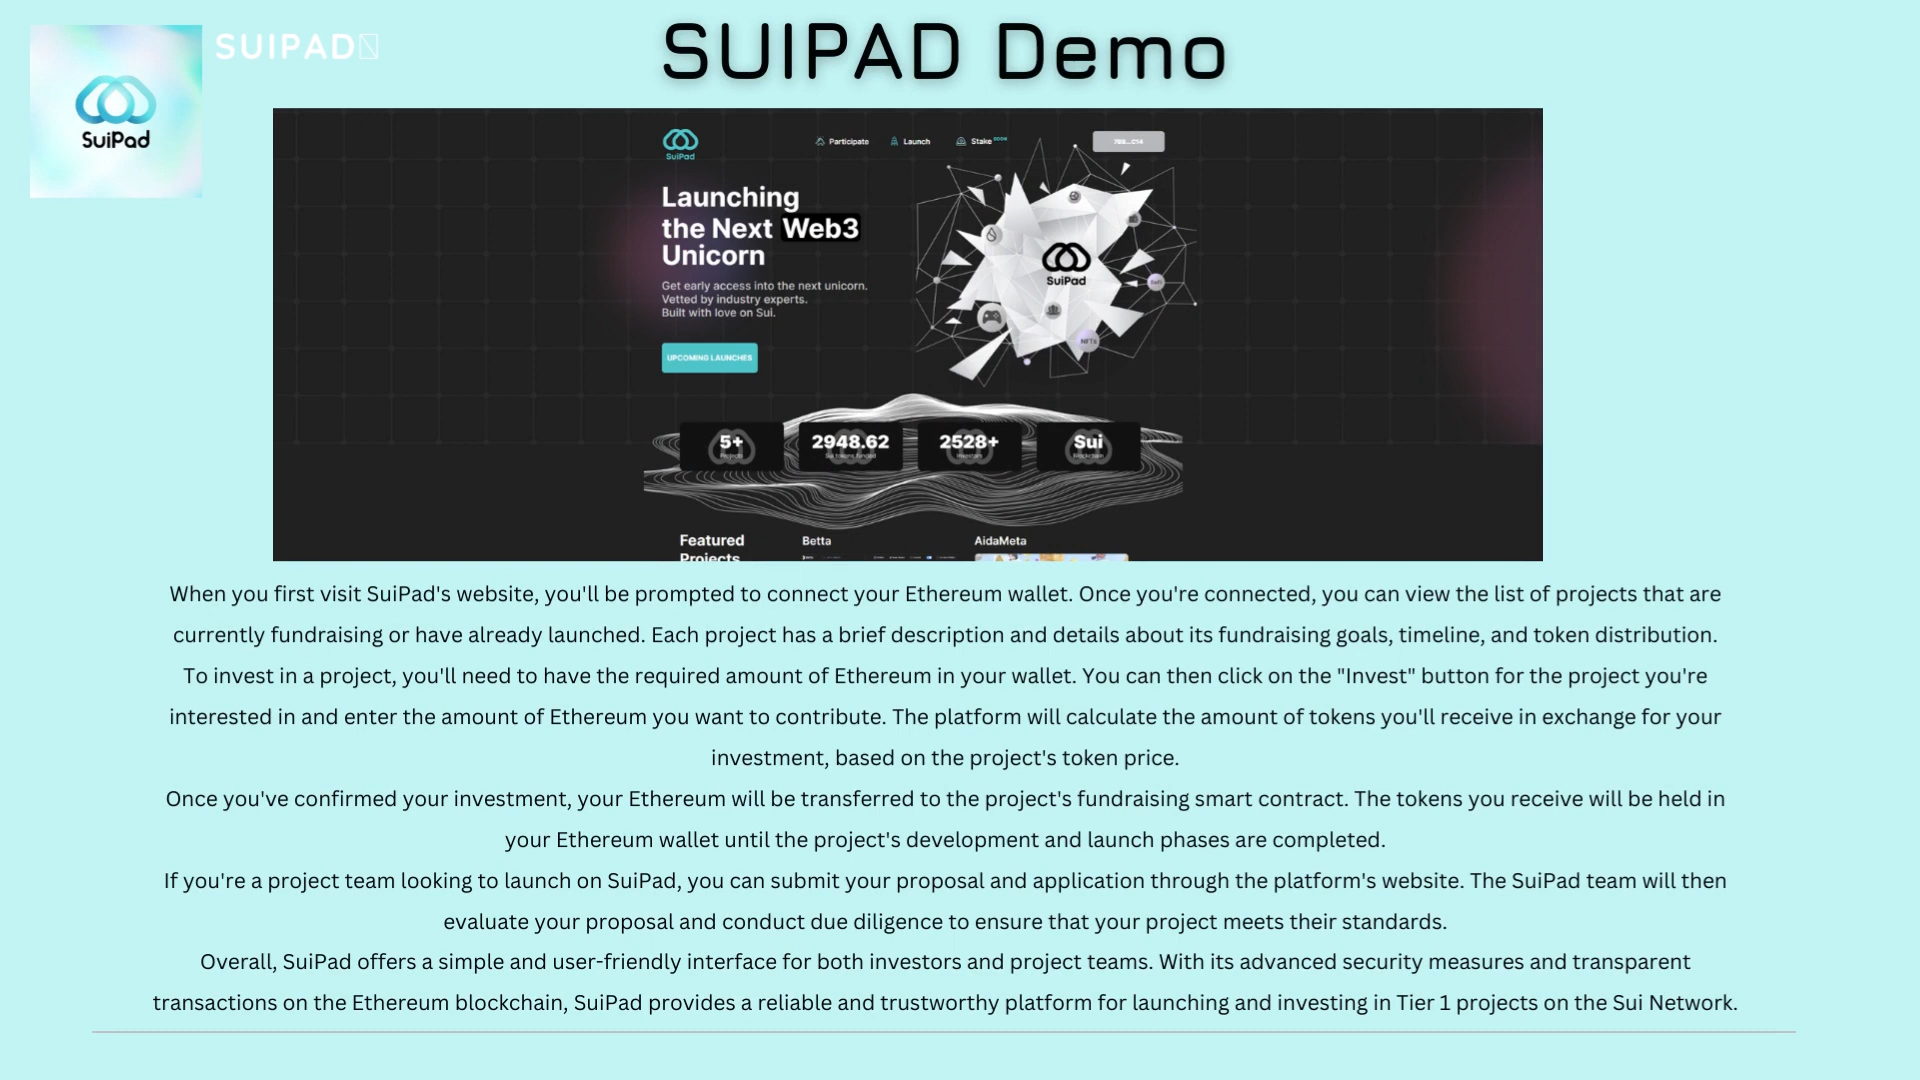 SUIPAD
SUIPAD Demo
SuiPad
SuiPad
Participate
Launch
Stake
SOON
Launching
the Next Web3
Unicorn
Get early access into the next unicorn.
Vetted by industry experts.
Built with love on Sui.
UPCOMING LAUNCHES
SuiPad
NFTs
5+
Projects
2948.62
Sui tokens funded
2528+
Investors
Sui
Blockchain
Featured
Projects
Betta
AidaMeta
When you first visit SuiPad's website, you'll be prompted to connect your Ethereum wallet. Once you're connected, you can view the list of projects that are
currently fundraising or have already launched. Each project has a brief description and details about its fundraising goals, timeline, and token distribution.
To invest in a project, you'll need to have the required amount of Ethereum in your wallet. You can then click on the "Invest" button for the project you're
interested in and enter the amount of Ethereum you want to contribute. The platform will calculate the amount of tokens you'll receive in exchange for your
investment, based on the project's token price.
Once you've confirmed your investment, your Ethereum will be transferred to the project's fundraising smart contract. The tokens you receive will be held in
your Ethereum wallet until the project's development and launch phases are completed.
If you're a project team looking to launch on SuiPad, you can submit your proposal and application through the platform's website. The SuiPad team will then
evaluate your proposal and conduct due diligence to ensure that your project meets their standards.
Overall, SuiPad offers a simple and user-friendly interface for both investors and project teams. With its advanced security measures and transparent
transactions on the Ethereum blockchain, SuiPad provides a reliable and trustworthy platform for launching and investing in Tier 1 projects on the Sui Network.